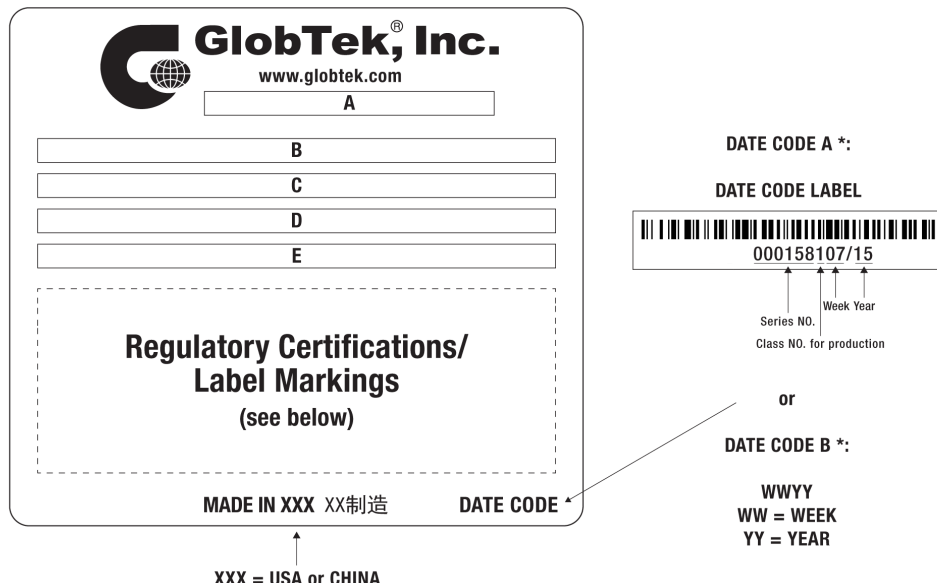 GlobTek,® Inc.
www.globtek.com
A
B
C
D
E
Regulatory Certifications/
Label Markings
(see below)
MADE IN XXX XX制造 DATE CODE
XXX = USA or CHINA
DATE CODE A *:
DATE CODE LABEL
000158107/15
Week Year
Series NO.
Class NO. for production
or
DATE CODE B *:
WWYY
WW = WEEK
YY = YEAR